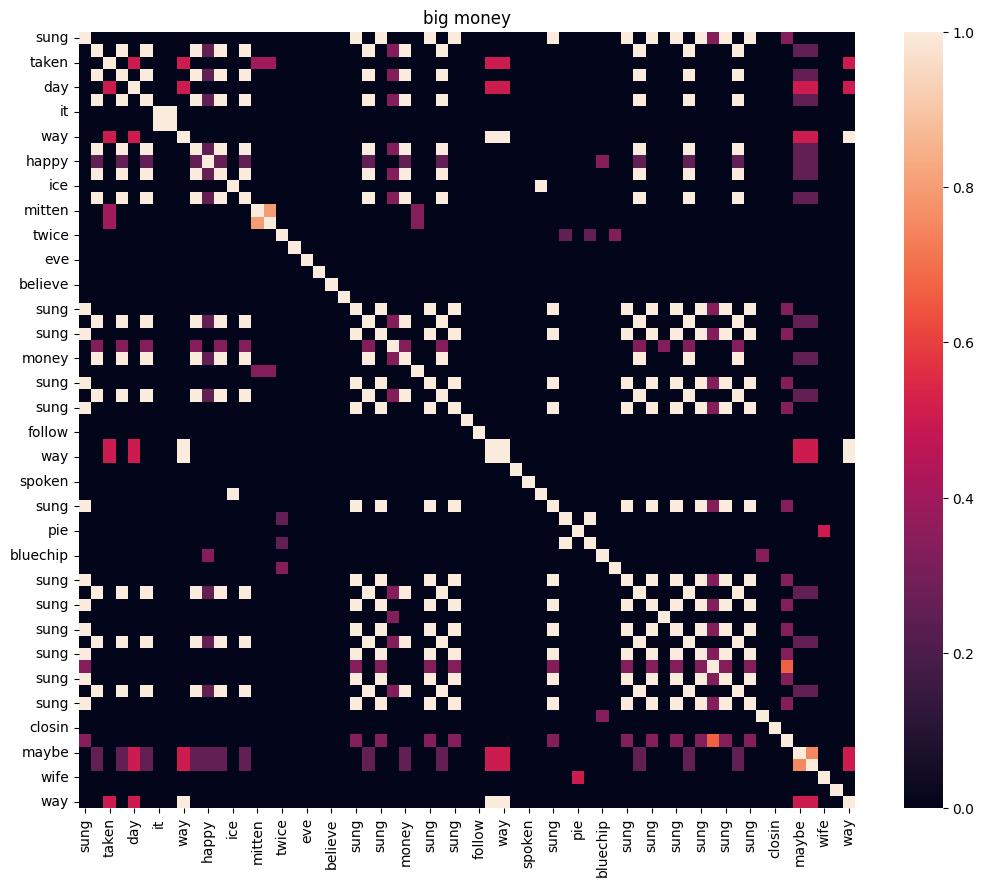 big money
sung
taken
day
it
way
happy
ice
mitten
twice
eve
believe
sung
sung
money
sung
sung
follow
way
spoken
sung
pie
bluechip
sung
sung
sung
sung
sung
sung
closin
maybe
wife
way
1.0
0.8
0.6
0.4
0.2
0.0
sung
taken
day
it
way
happy
ice
mitten
twice
eve
believe
sung
sung
money
sung
sung
follow
way
spoken
sung
pie
bluechip
sung
sung
sung
sung
sung
sung
closin
maybe
wife
way